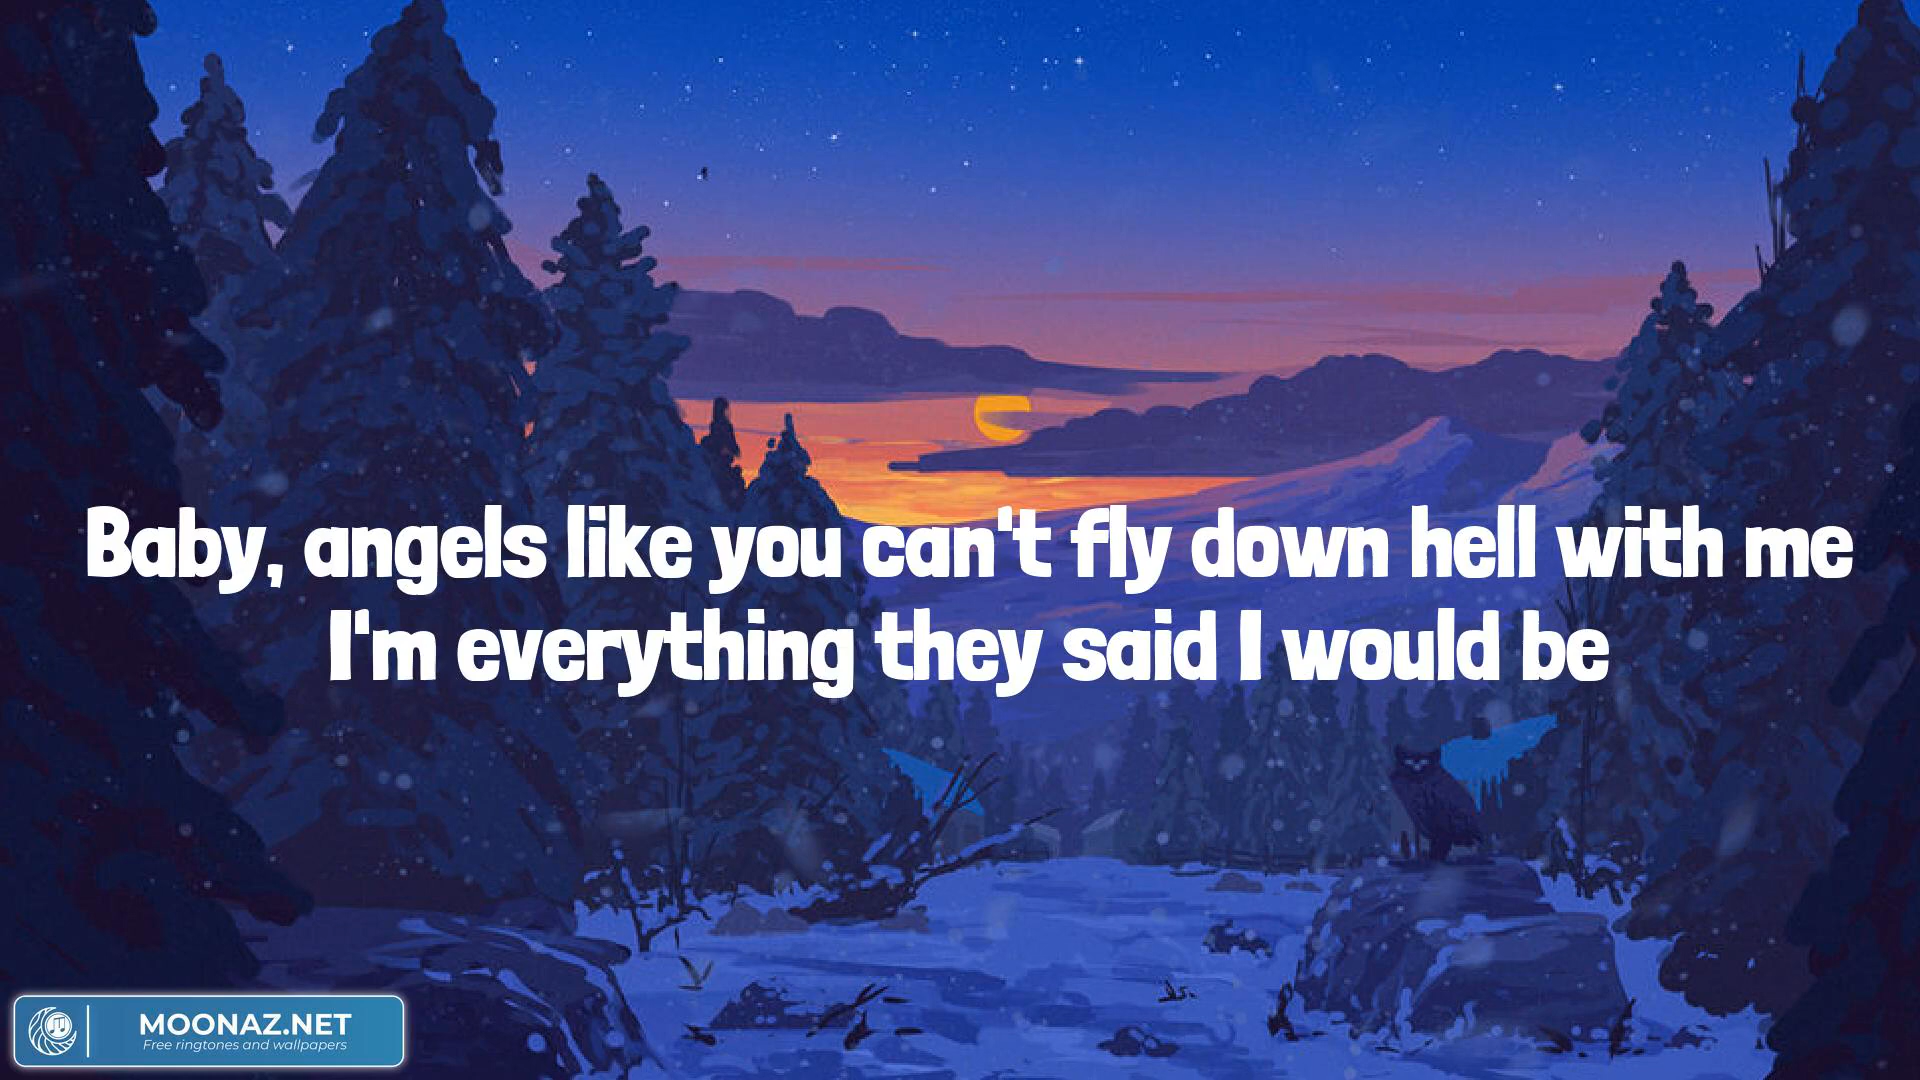 Baby, angels like you can't fly down hell with me
I'm everything they said I would be
MOONAZ.NET
Free ringtones and wallpapers